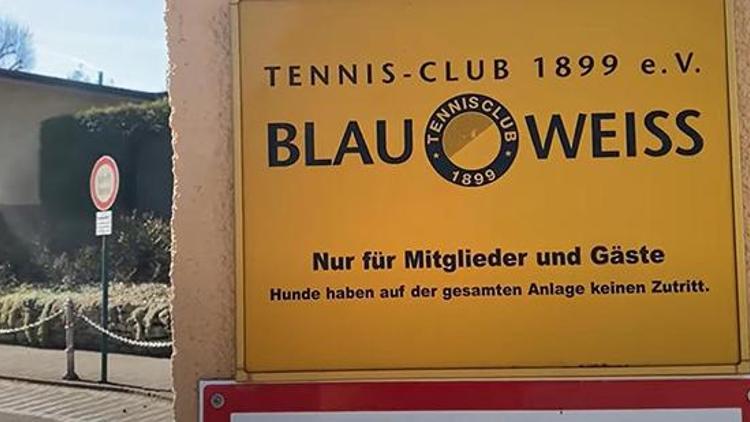 TENNIS-CLUB 1899 e.V.
BLAU TENNISCLUB 1899 WEISS
Nur für Mitglieder und Gäste
Hunde haben auf der gesamten Anlage keinen Zutritt.